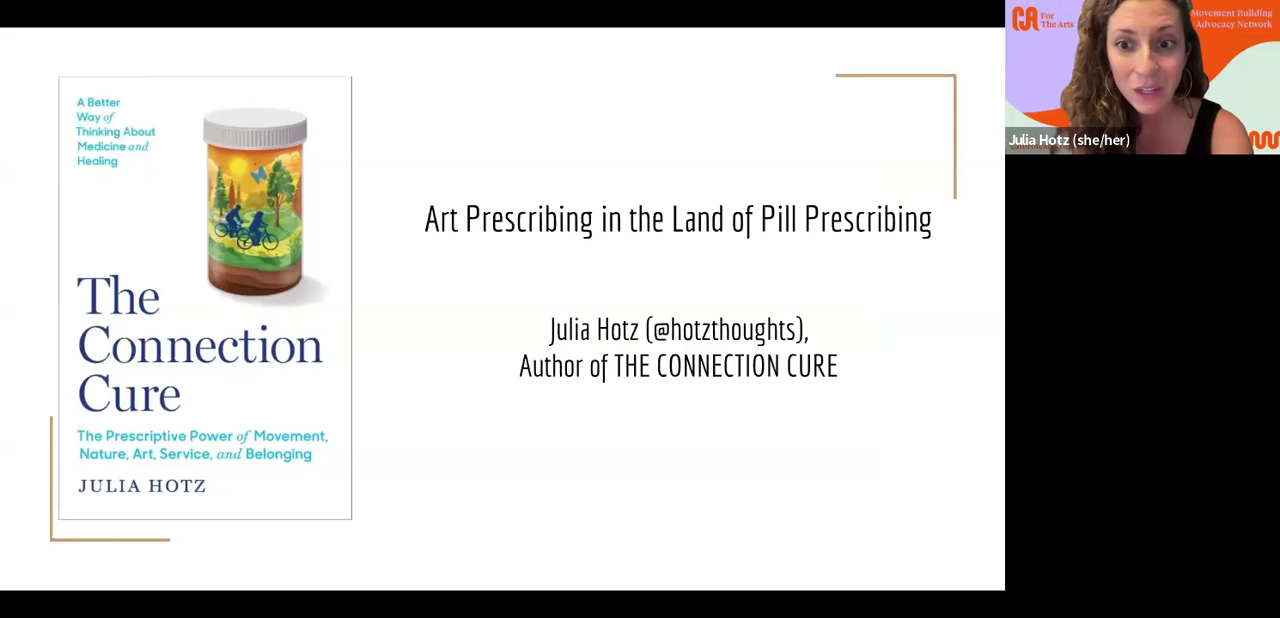 A Better
Way of
Thinking About
Medicine and
Healing
The
Connection
Cure
The Prescriptive Power of Movement,
Nature, Art, Service, and Belonging
JULIA HOTZ
Art Prescribing in the Land of Pill Prescribing
Julia Hotz (@hotzthoughts),
Author of THE CONNECTION CURE
CA
For
The Arts
Movement Building
Advocacy Network
Julia Hotz (she/her)